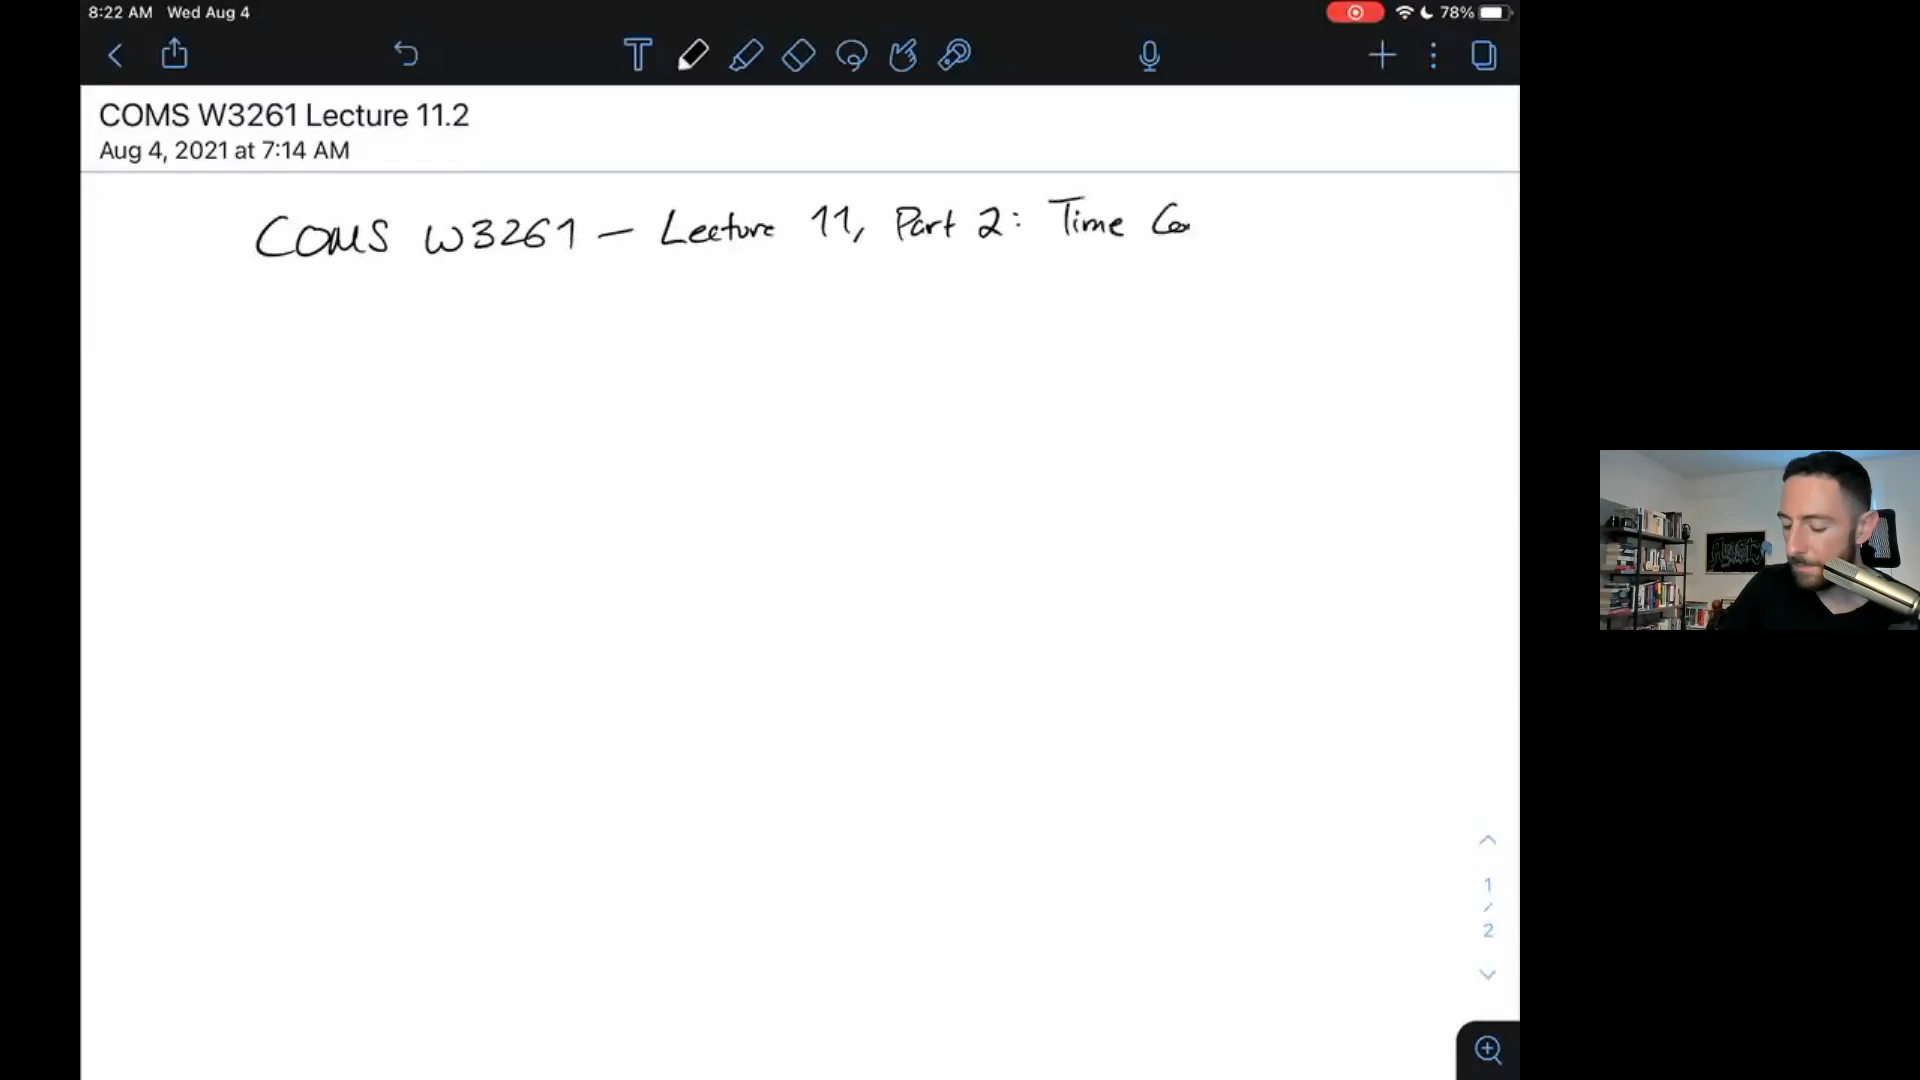 8:22 AM Wed Aug 4 78%
COMS W3261 Lecture 11.2
Aug 4, 2021 at 7:14 AM
COMS W3261 – Lecture 11, Part 2: Time Co
1
/
2